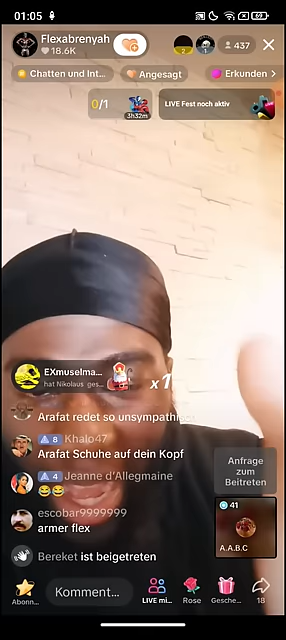 01:05
69
Flexabrenyah
18.6K
2
1
437
Chatten und Int...
Angesagt
Erkunden >
0/1
3h32m
LIVE Fest noch aktiv
EXmuselma...
hat Nikolaus ges...
x1
Arafat redet so unsympathisch
8 Khalo47
Arafat Schuhe auf dein Kopf
4 Jeanne d'Allegmaine
😂😂
escobar9999999
armer flex
Bereket ist beigetreten
Anfrage
zum
Beitreten
41
A.A.B.C
Abonn...
Komment...
LIVE mi...
Rose
Gesche...
18